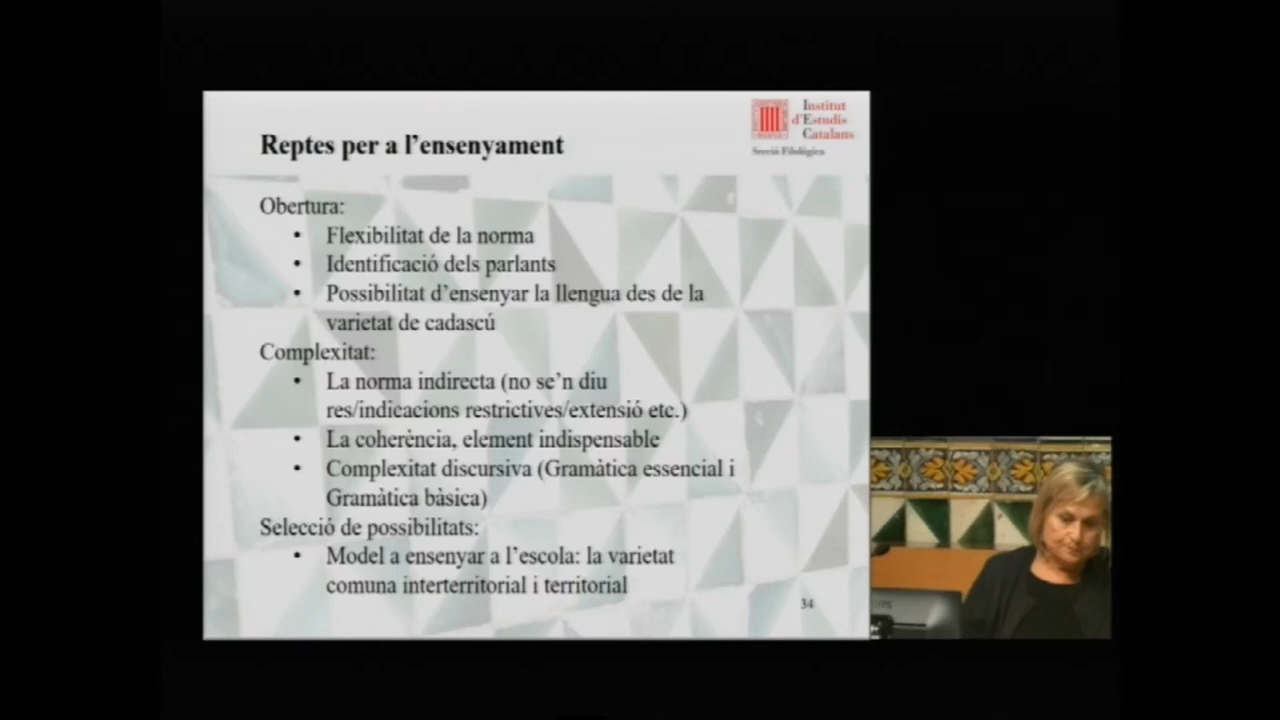 Institut
d'Estudis
Catalans
Secció Filològica
Reptes per a l’ensenyament
Obertura:
• Flexibilitat de la norma
• Identificació dels parlants
• Possibilitat d’ensenyar la llengua des de la
varietat de cadascú
Complexitat:
• La norma indirecta (no se’n diu
res/indicacions restrictives/extensió etc.)
• La coherència, element indispensable
• Complexitat discursiva (Gramàtica essencial i
Gramàtica bàsica)
Selecció de possibilitats:
• Model a ensenyar a l’escola: la varietat
comuna interterritorial i territorial
34